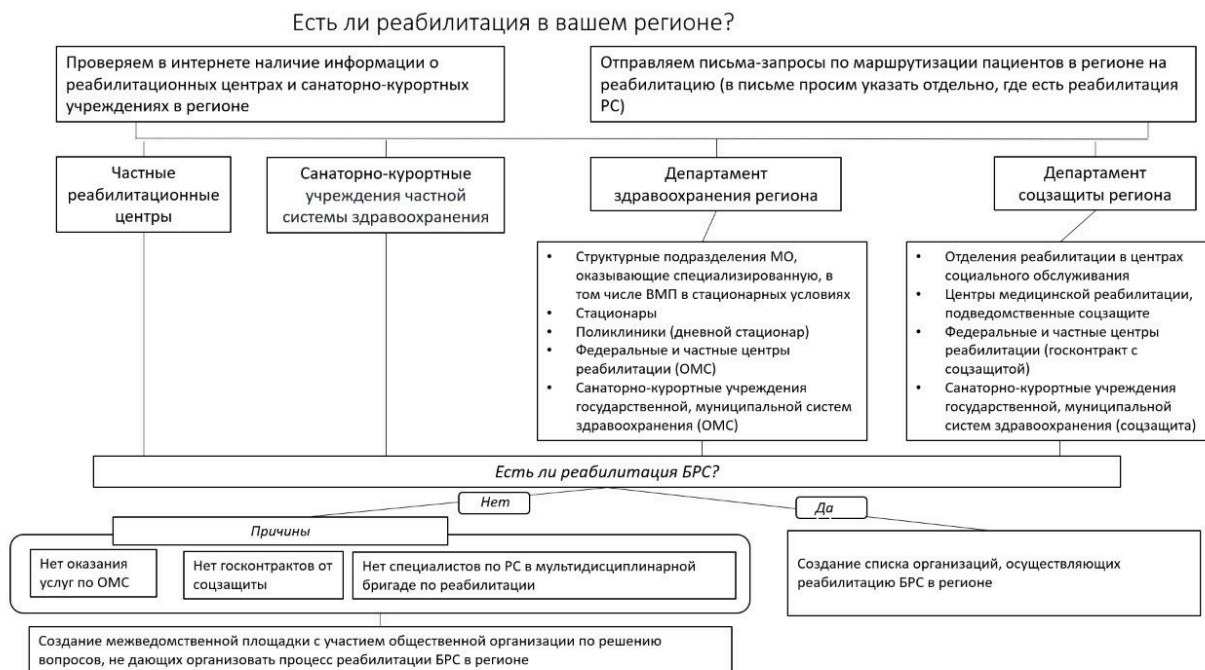 Есть ли реабилитация в вашем регионе?
Проверяем в интернете наличие информации о
реабилитационных центрах и санаторно-курортных
учреждениях в регионе
Отправляем письма-запросы по маршрутизации пациентов в регионе на
реабилитацию (в письме просим указать отдельно, где есть реабилитация
РС)
Частные
реабилитационные
центры
Санаторно-курортные
учреждения частной
системы здравоохранения
Департамент
здравоохранения региона
Департамент
соцзащиты региона
• Структурные подразделения МО,
оказывающие специализированную, в
том числе ВМП в стационарных условиях
• Стационары
• Поликлиники (дневной стационар)
• Федеральные и частные центры
реабилитации (ОМС)
• Санаторно-курортные учреждения
государственной, муниципальной систем
здравоохранения (ОМС)
• Отделения реабилитации в центрах
социального обслуживания
• Центры медицинской реабилитации,
подведомственные соцзащите
• Федеральные и частные центры
реабилитации (госконтракт с
соцзащитой)
• Санаторно-курортные учреждения
государственной, муниципальной
систем здравоохранения (соцзащита)
Есть ли реабилитация БРС?
Нет
Да
Причины
Нет оказания
услуг по ОМС
Нет госконтрактов от
соцзащиты
Нет специалистов по РС в мультидисциплинарной
бригаде по реабилитации
Создание списка организаций, осуществляющих
реабилитацию БРС в регионе
Создание межведомственной площадки с участием общественной организации по решению
вопросов, не дающих организовать процесс реабилитации БРС в регионе